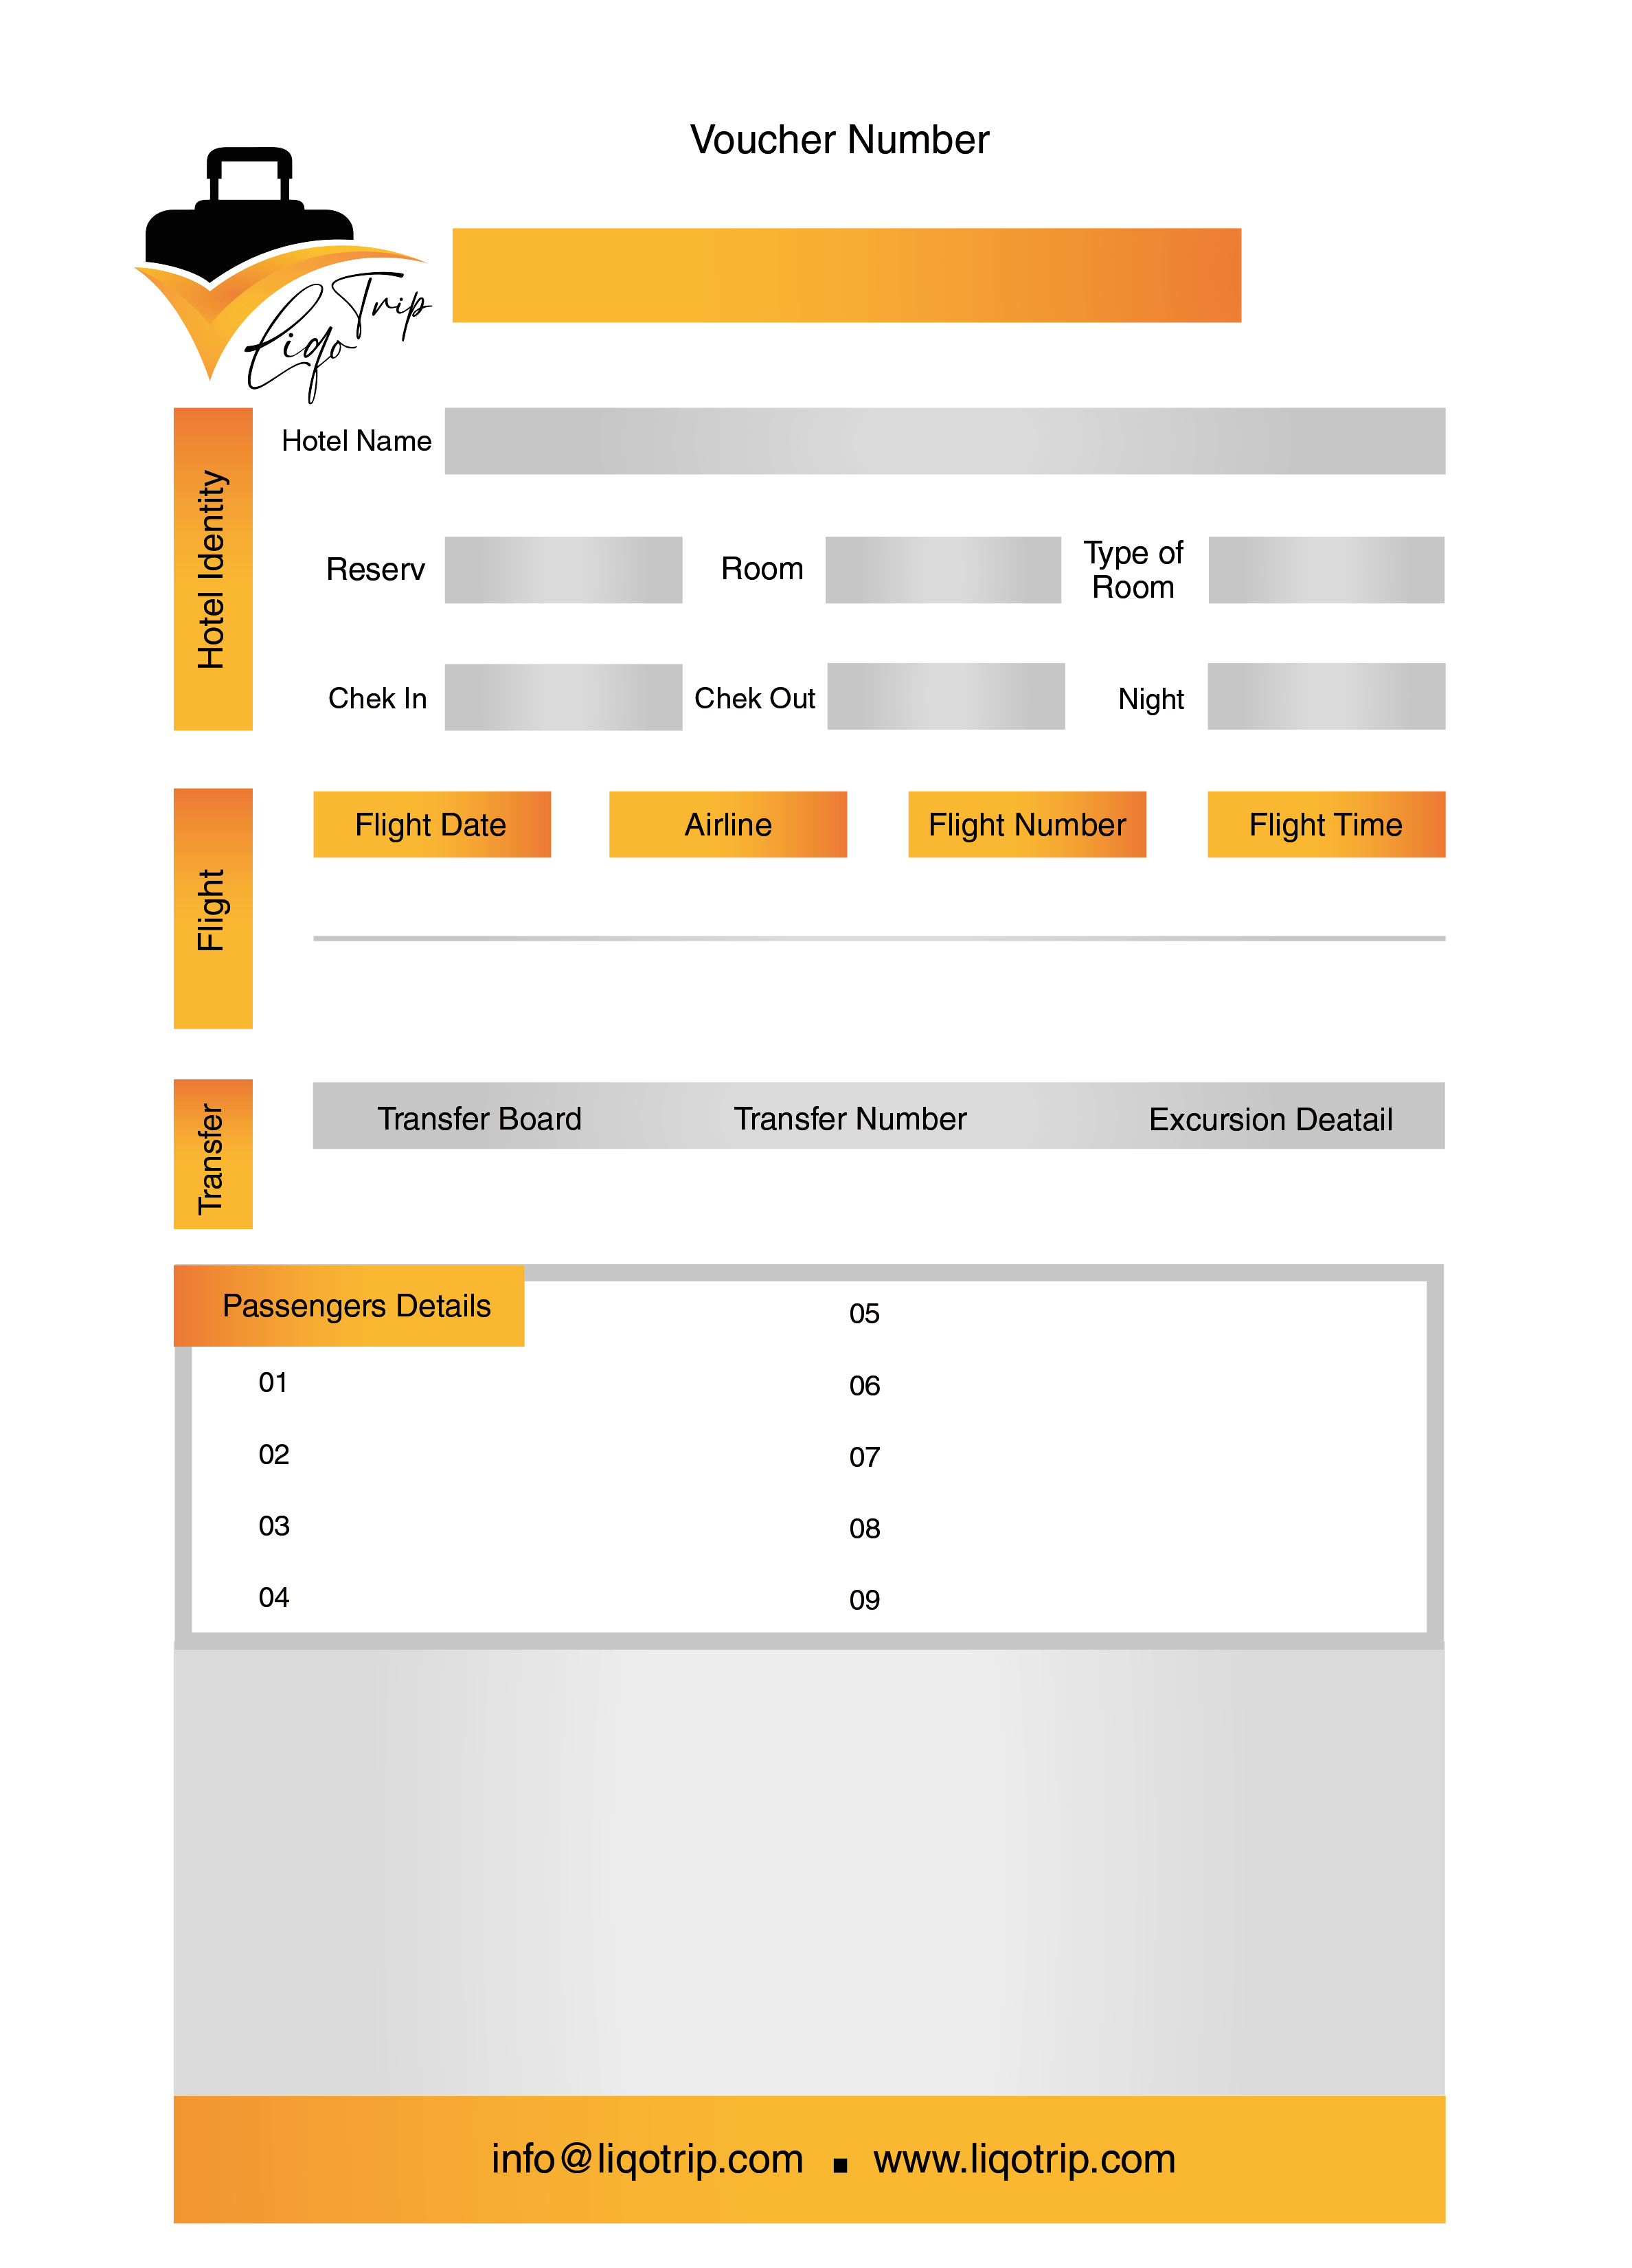 Voucher Number
Liqo Trip
Hotel Identity
Hotel Name
Reserv
Room
Type of
Room
Chek In
Chek Out
Night
Flight
Flight Date
Airline
Flight Number
Flight Time
Transfer
Transfer Board
Transfer Number
Excursion Deatail
Passengers Details
01
02
03
04
05
06
07
08
09
info@liqotrip.com ▪ www.liqotrip.com